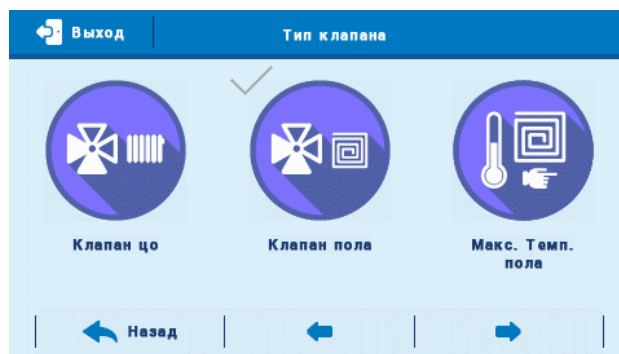 Выход
Тип клапана
Клапан цо
Клапан пола
Макс. Темп.
пола
Назад